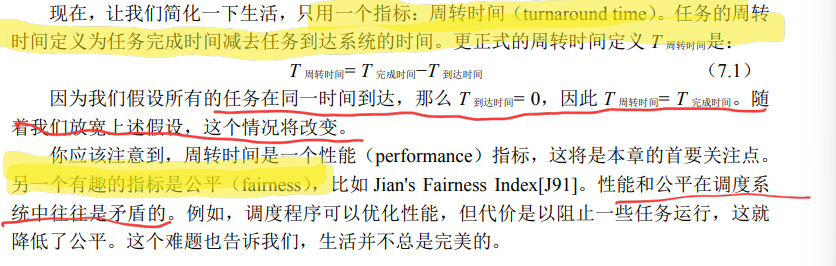 现在，让我们简化一下生活，只用一个指标：周转时间（turnaround time）。任务的周转
时间定义为任务完成时间减去任务到达系统的时间。更正式的周转时间定义 T 周转时间是：
T 周转时间= T 完成时间−T 到达时间 （7.1）
因为我们假设所有的任务在同一时间到达，那么 T 到达时间= 0，因此 T 周转时间= T 完成时间。随
着我们放宽上述假设，这个情况将改变。
你应该注意到，周转时间是一个性能（performance）指标，这将是本章的首要关注点。
另一个有趣的指标是公平（fairness），比如 Jian's Fairness Index[J91]。性能和公平在调度系
统中往往是矛盾的。例如，调度程序可以优化性能，但代价是以阻止一些任务运行，这就
降低了公平。这个难题也告诉我们，生活并不总是完美的。